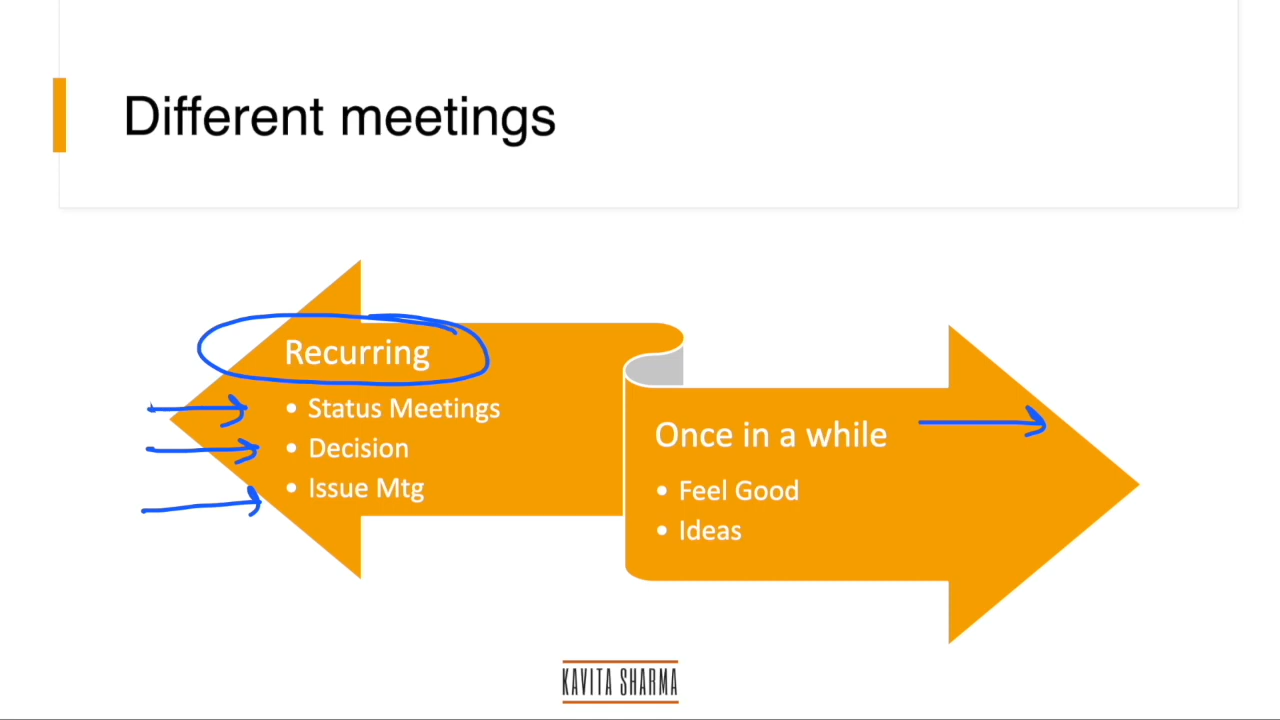 Different meetings
Recurring
• Status Meetings
• Decision
• Issue Mtg
Once in a while
• Feel Good
• Ideas
KAVITA SHARMA